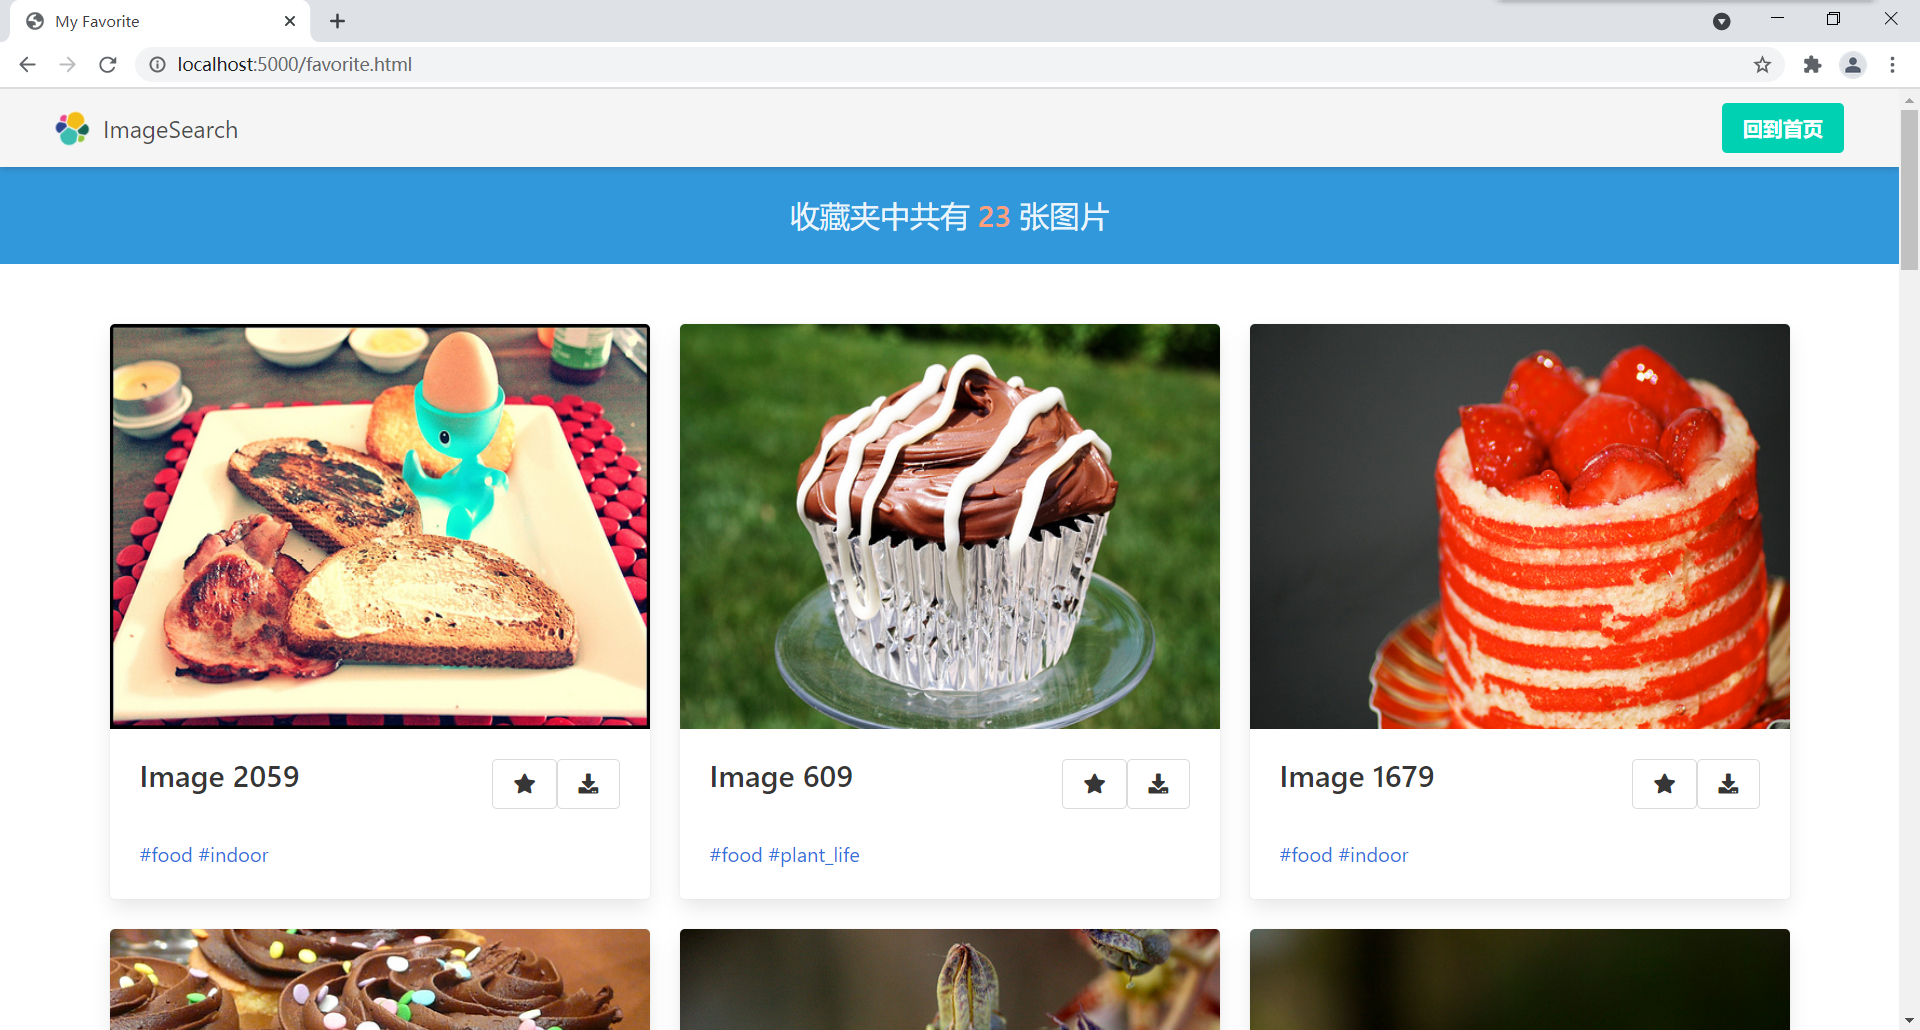 My Favorite
localhost:5000/favorite.html
ImageSearch
回到首页
收藏夹中共有 23 张图片
Image 2059
Image 609
Image 1679
#food #indoor
#food #plant_life
#food #indoor